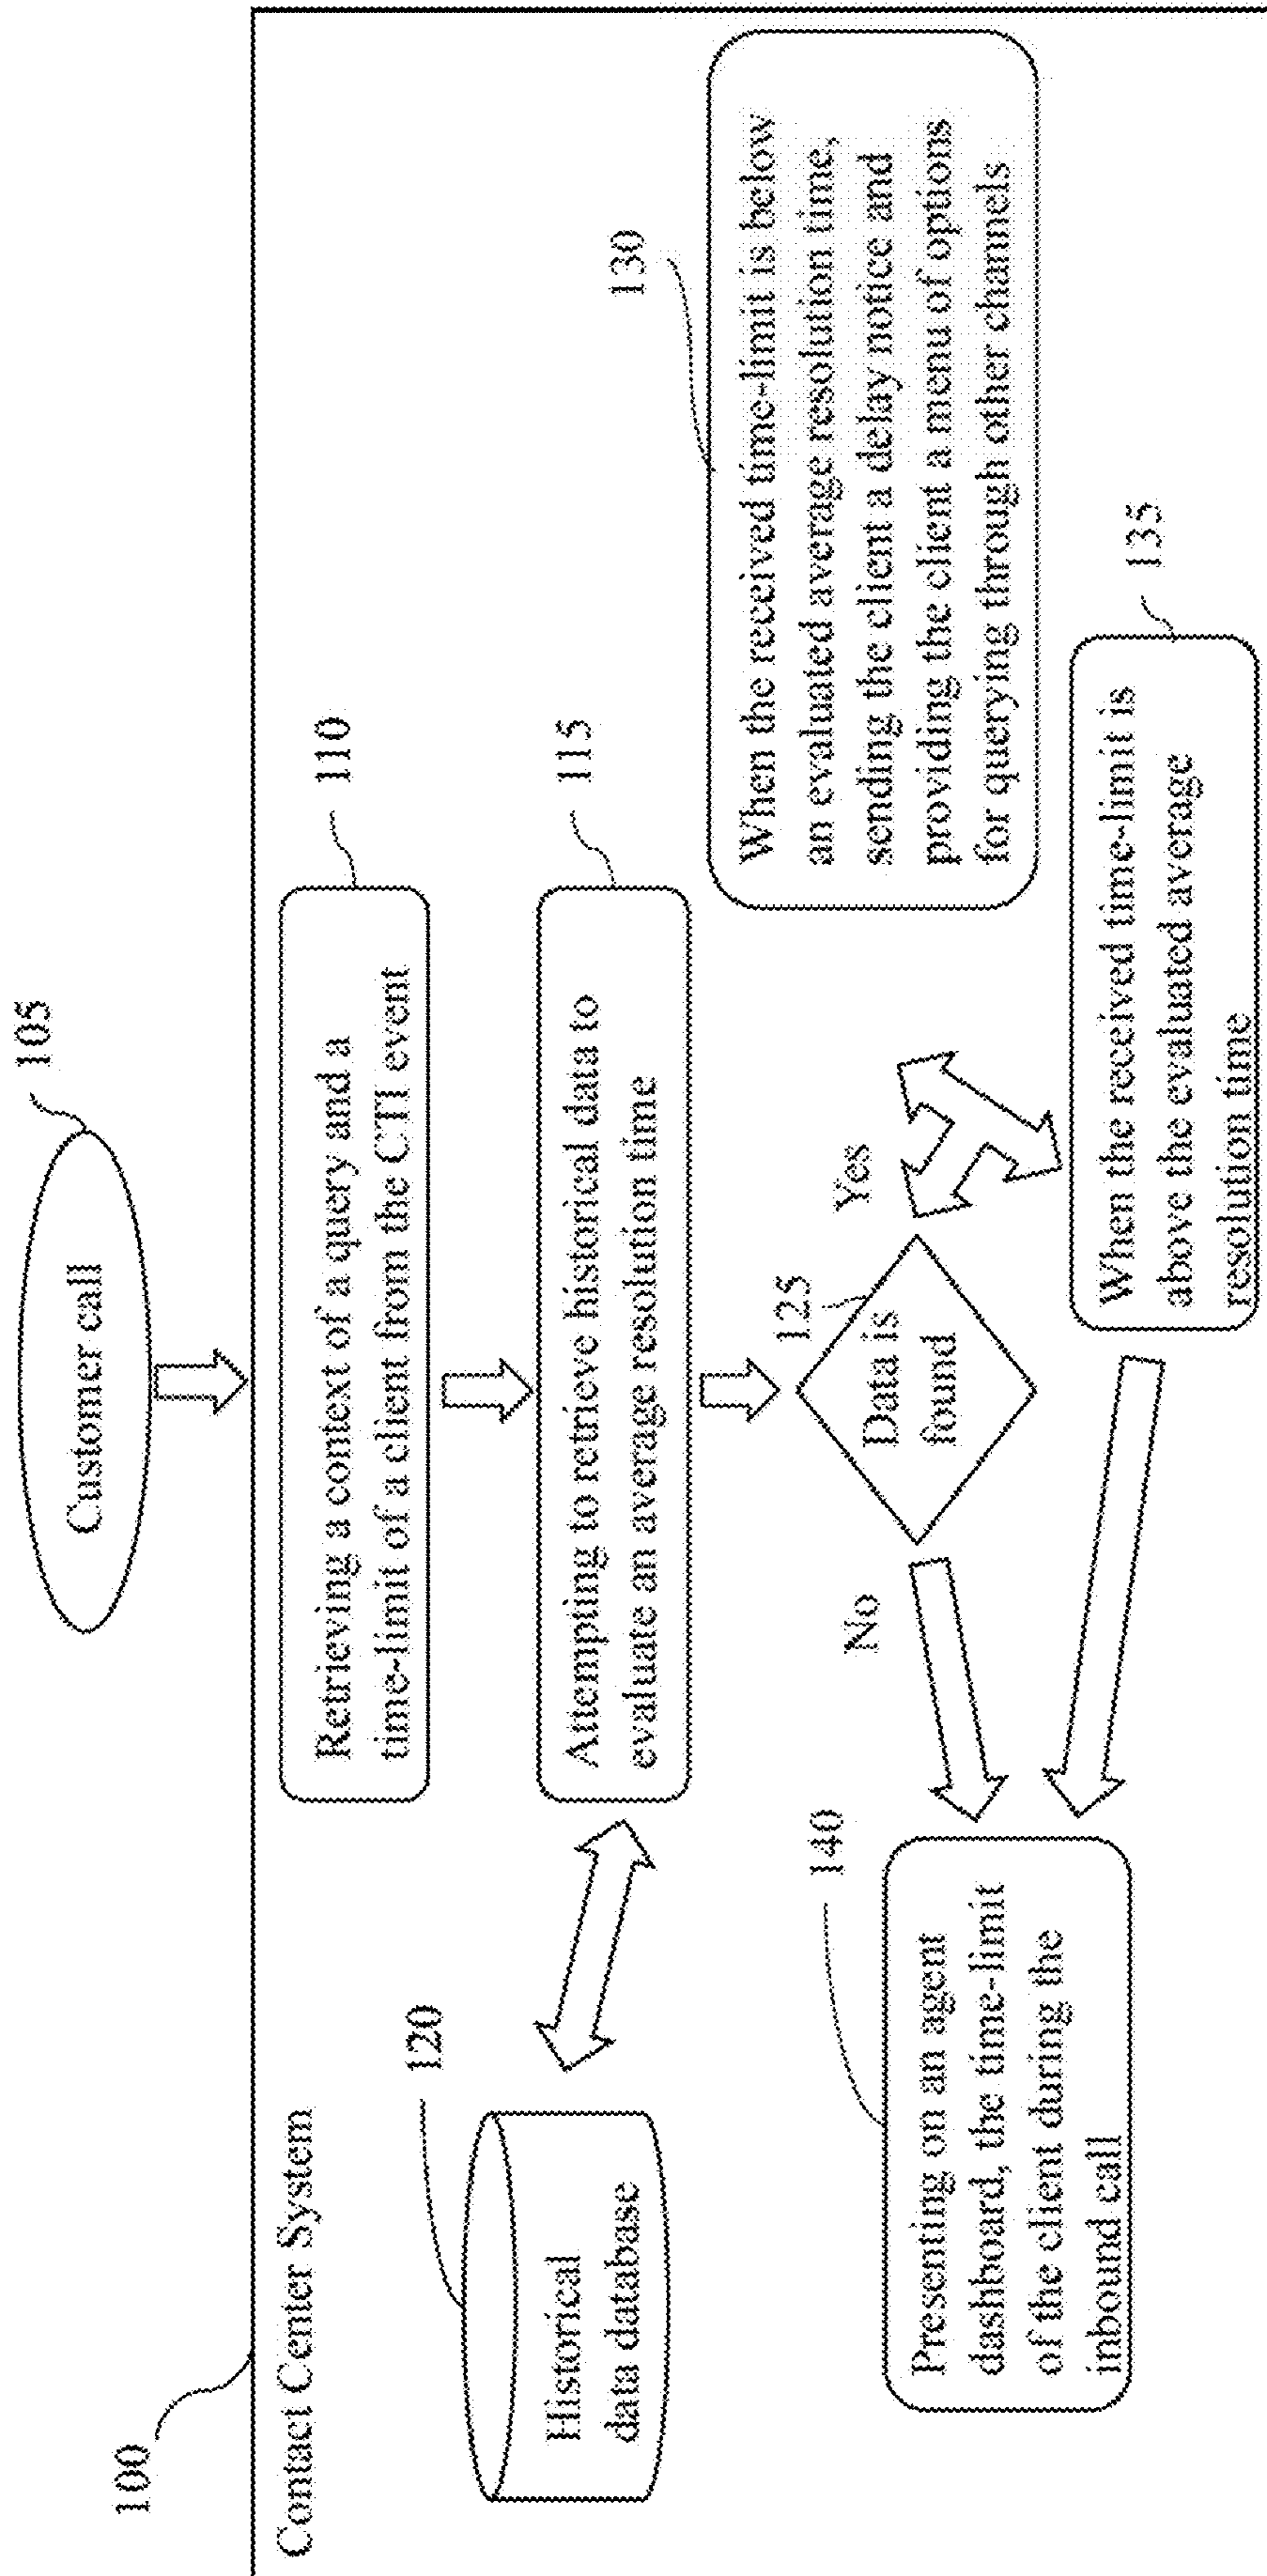 105
Customer call
100
Contact Center System
110
Retrieving a context of a query and a
time-limit of a client from the CTI event
115
Attempting to retrieve historical data to
evaluate an average resolution time
120
Historical
data database
125
Data is
found
Yes
No
130
When the received time-limit is below
an evaluated average resolution time,
sending the client a delay notice and
providing the client a menu of options
for querying through other channels
135
When the received time-limit is
above the evaluated average
resolution time
140
Presenting on an agent
dashboard, the time-limit
of the client during the
inbound call